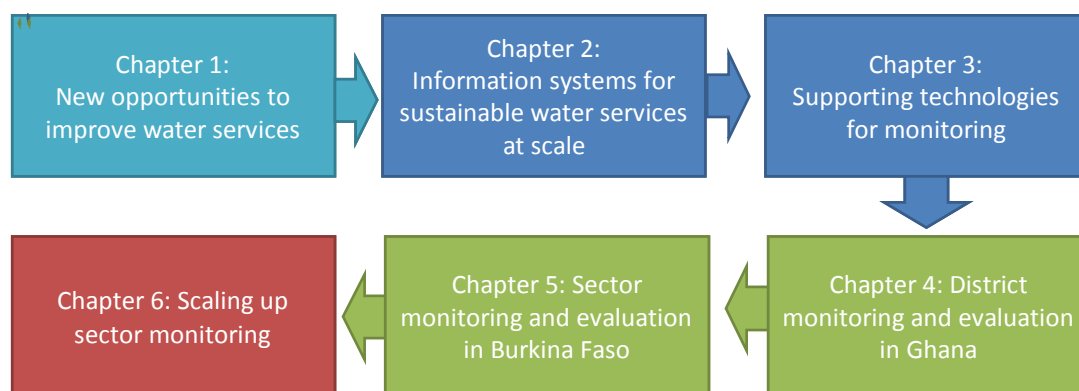 Chapter 1:
New opportunities to
improve water services
Chapter 2:
Information systems for
sustainable water services
at scale
Chapter 3:
Supporting technologies
for monitoring
Chapter 4: District
monitoring and evaluation
in Ghana
Chapter 5: Sector
monitoring and evaluation
in Burkina Faso
Chapter 6: Scaling up
sector monitoring